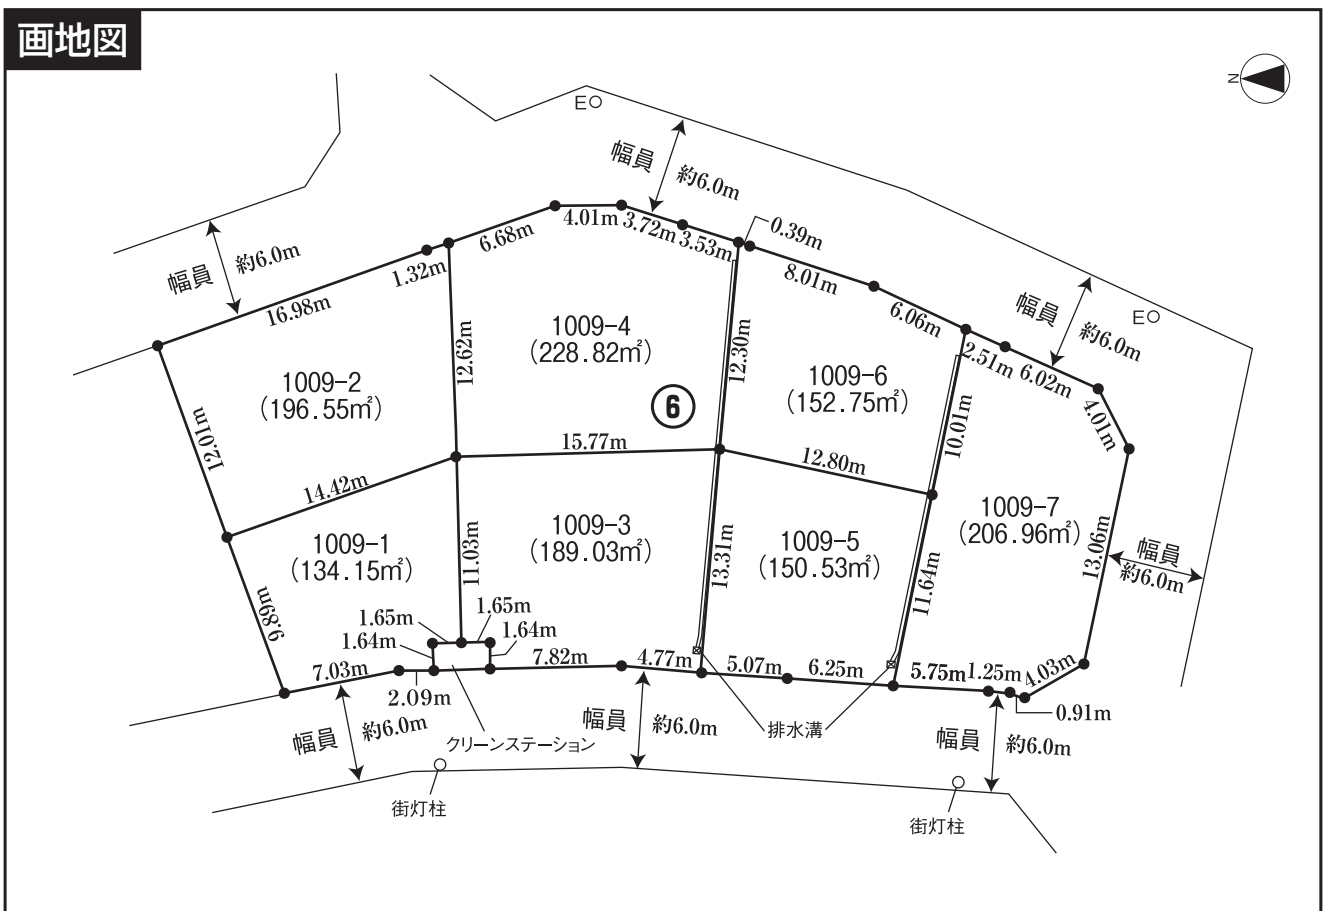 画地図
N
EO
幅員
約6.0m
幅員
約6.0m
4.01m
3.72m
3.53m
0.39m
6.68m
1.32m
16.98m
8.01m
6.06m
幅員
約6.0m
EO
2.51m
6.02m
4.01m
12.62m
12.30m
10.01m
1009-4
(228.82㎡)
1009-2
(196.55㎡)
1009-6
(152.75㎡)
6
12.01m
15.77m
12.80m
14.42m
1009-7
(206.96㎡)
1009-3
(189.03㎡)
1009-1
(134.15㎡)
1009-5
(150.53㎡)
11.03m
13.31m
11.64m
13.06m
幅員
約6.0m
9.89m
1.65m
1.65m
1.64m
1.64m
7.03m
2.09m
7.82m
4.77m
5.07m
6.25m
5.75m
1.25m
4.03m
0.91m
幅員
約6.0m
クリーンステーション
幅員
約6.0m
排水溝
幅員
約6.0m
街灯柱
街灯柱